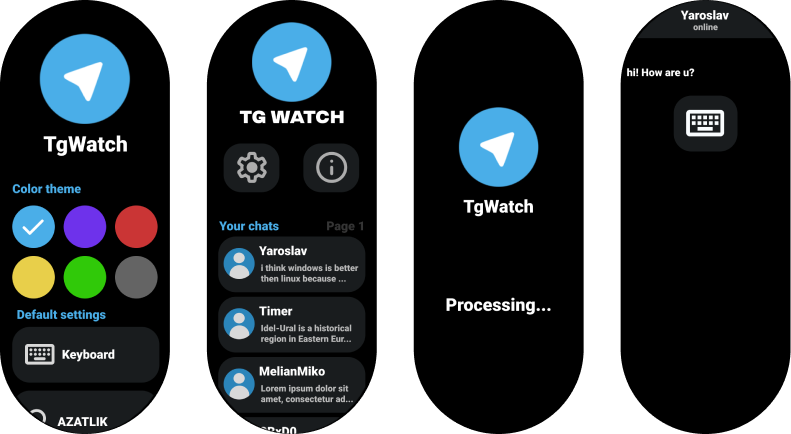 TgWatch
Color theme
Default settings
Keyboard
AZATLIK
TG WATCH
Your chats Page 1
Yaroslav
i think windows is better
then linux because ...
Timer
Idel-Ural is a historical
region in Eastern Eur...
MelianMiko
Lorem ipsum dolor sit
amet, consectetur ad...
TgWatch
Processing...
Yaroslav
online
hi! How are u?